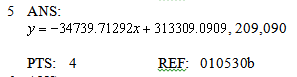 5 ANS:
y = −34739.71292x + 313309.0909, 209,090
PTS: 4 REF: 010530b